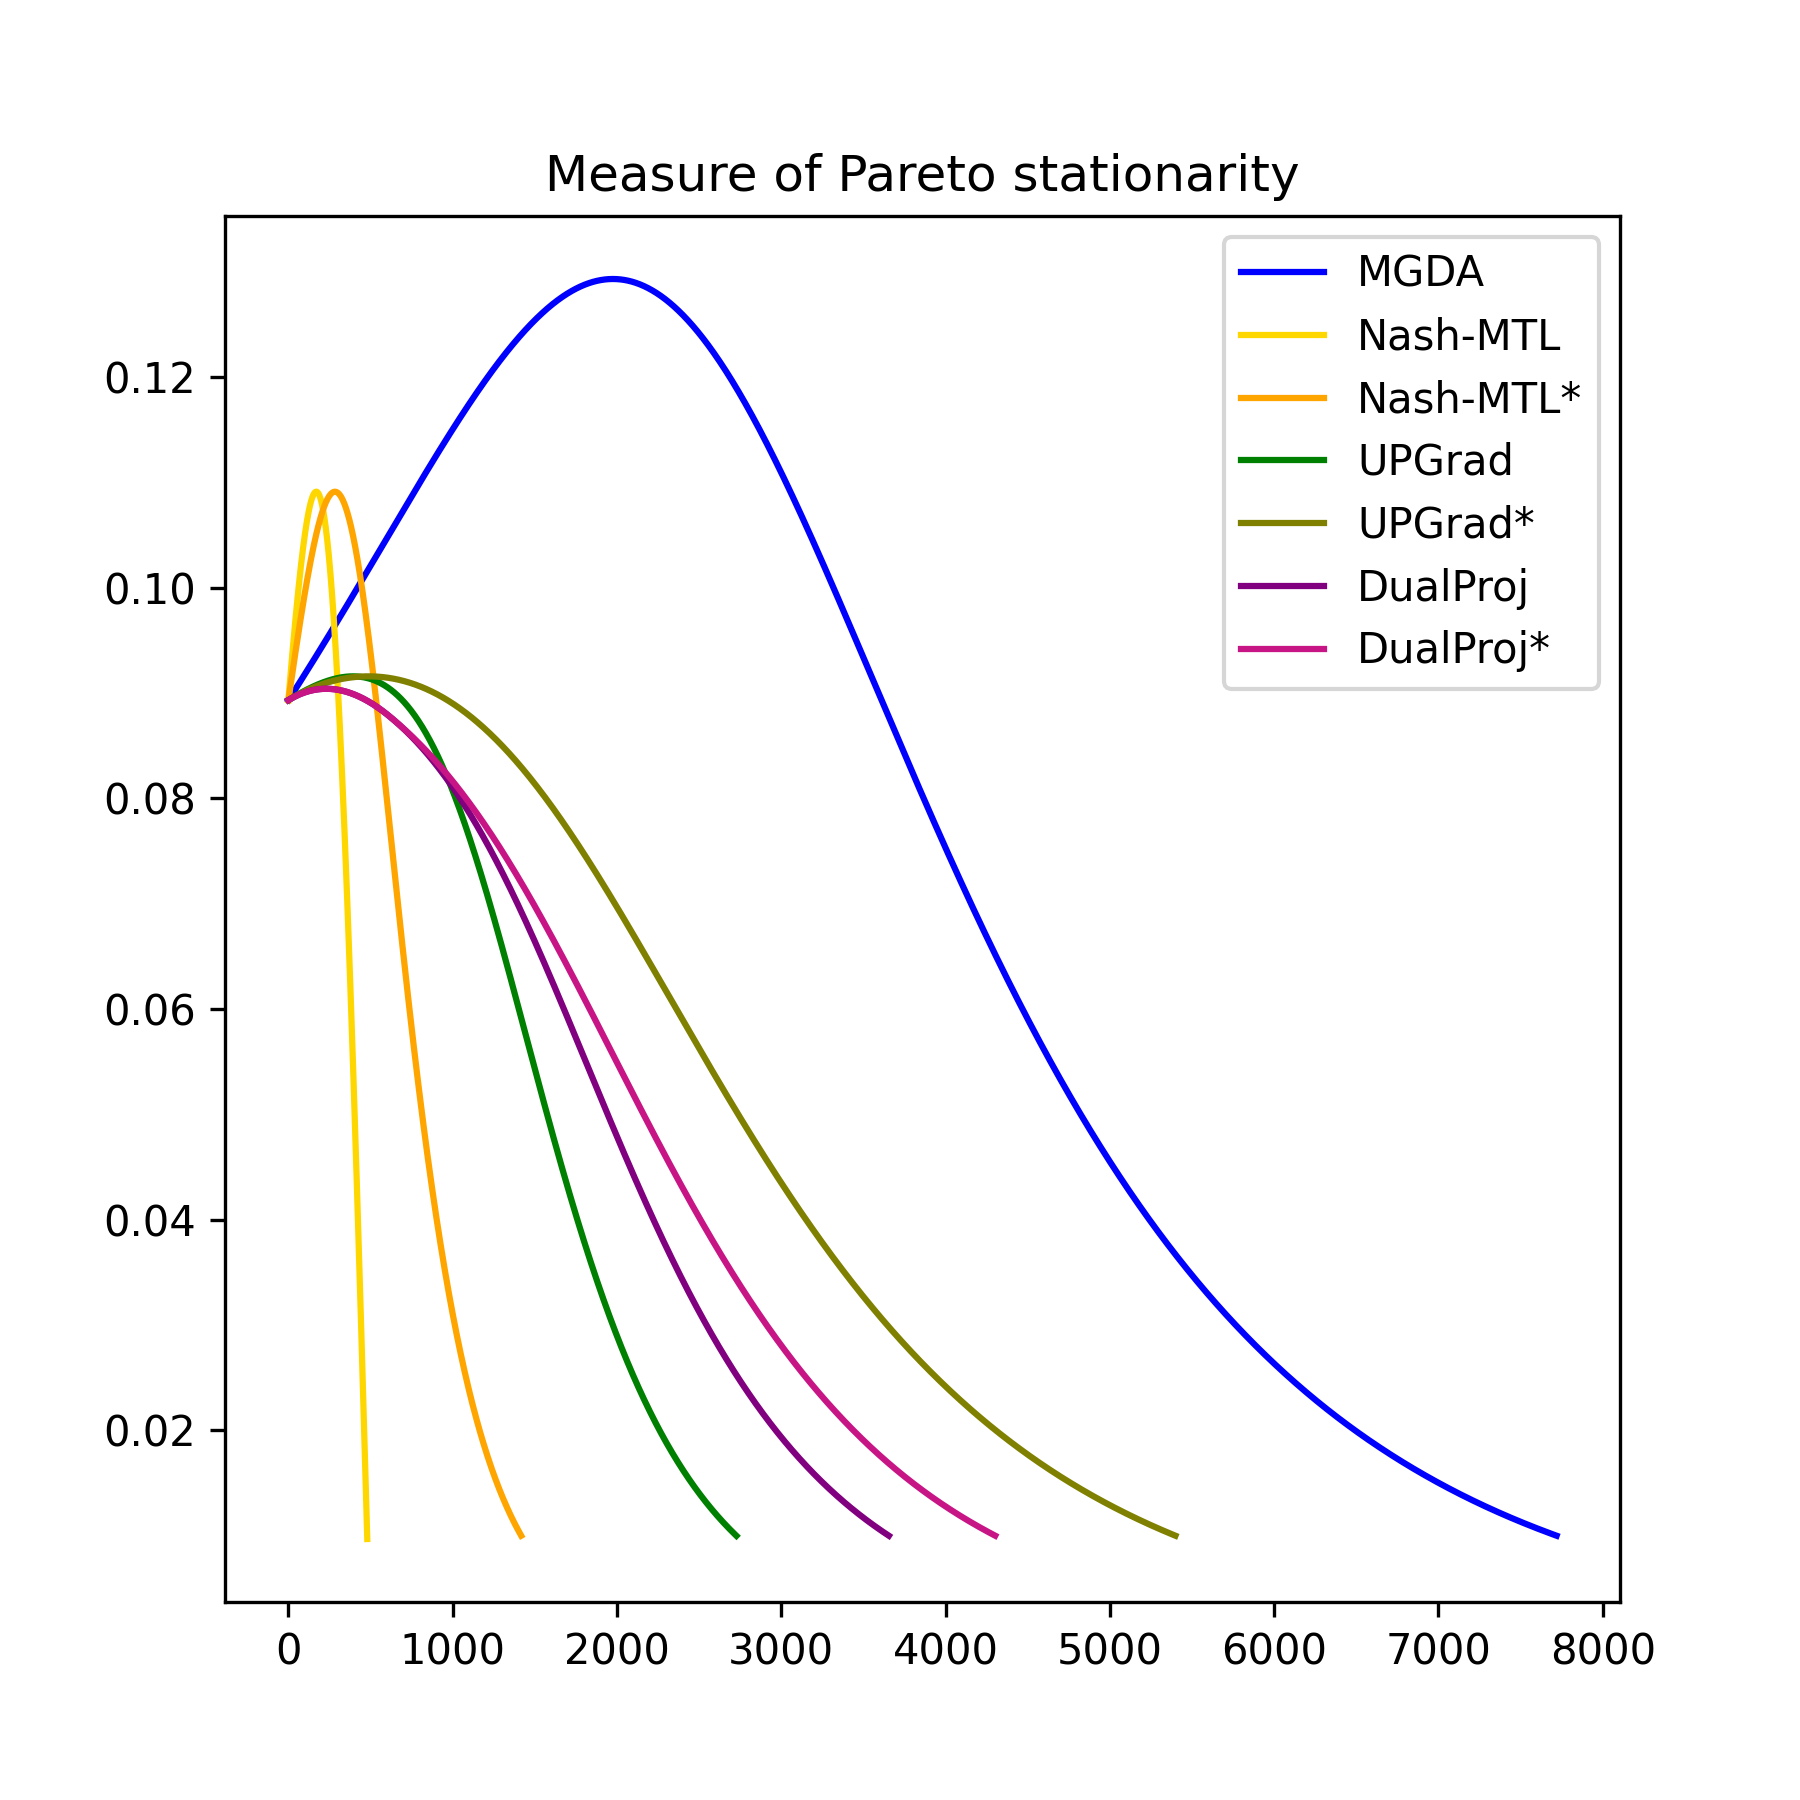 Measure of Pareto stationarity
MGDA
Nash-MTL
Nash-MTL*
UPGrad
UPGrad*
DualProj
DualProj*
0.12
0.10
0.08
0.06
0.04
0.02
0 1000 2000 3000 4000 5000 6000 7000 8000